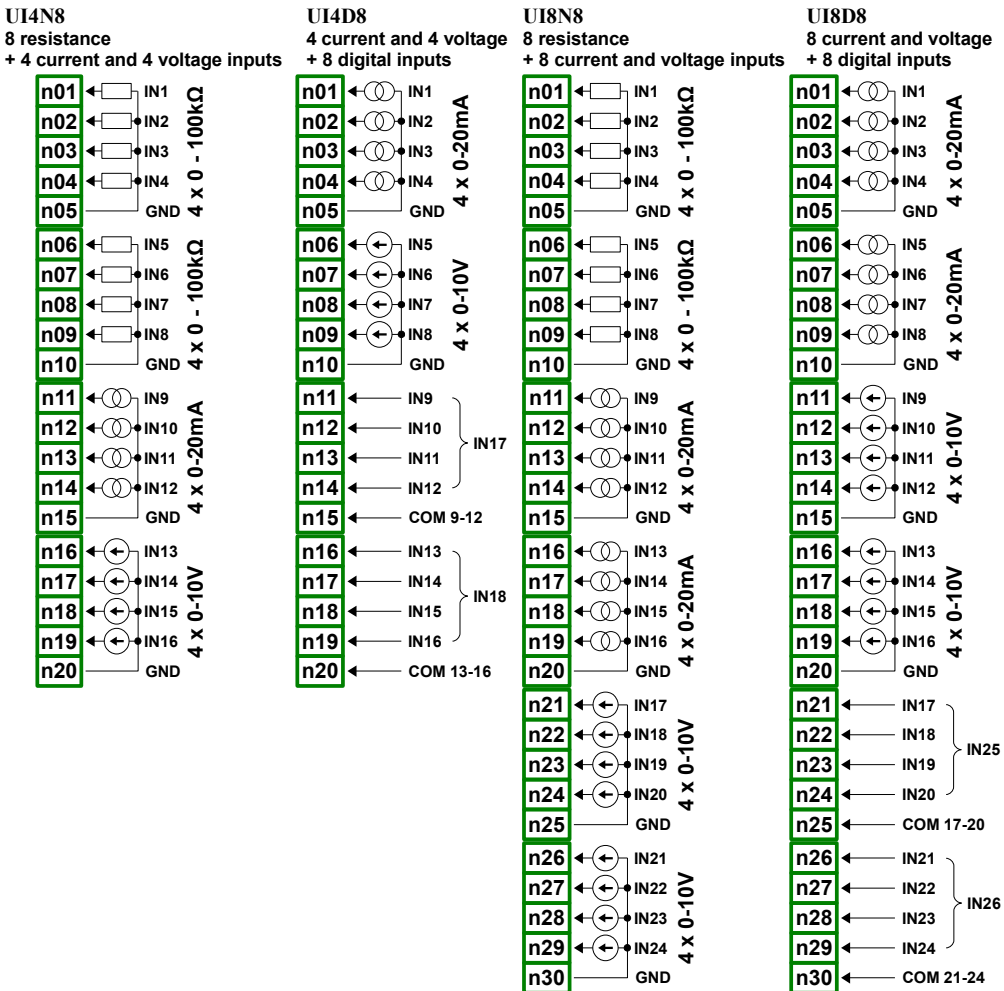 UI4N8
8 resistance
+ 4 current and 4 voltage inputs
n01 IN1
n02 IN2
n03 IN3
n04 IN4
n05 GND
4 x 0 - 100kΩ
n06 IN5
n07 IN6
n08 IN7
n09 IN8
n10 GND
4 x 0 - 100kΩ
n11 IN9
n12 IN10
n13 IN11
n14 IN12
n15 GND
4 x 0-20mA
n16 IN13
n17 IN14
n18 IN15
n19 IN16
n20 GND
4 x 0-10V
UI4D8
4 current and 4 voltage
+ 8 digital inputs
n01 IN1
n02 IN2
n03 IN3
n04 IN4
n05 GND
4 x 0-20mA
n06 IN5
n07 IN6
n08 IN7
n09 IN8
n10 GND
4 x 0-10V
n11 IN9
n12 IN10
n13 IN11
n14 IN12
IN17
n15 COM 9-12
n16 IN13
n17 IN14
n18 IN15
n19 IN16
IN18
n20 COM 13-16
UI8N8
8 resistance
+ 8 current and voltage inputs
n01 IN1
n02 IN2
n03 IN3
n04 IN4
n05 GND
4 x 0 - 100kΩ
n06 IN5
n07 IN6
n08 IN7
n09 IN8
n10 GND
4 x 0 - 100kΩ
n11 IN9
n12 IN10
n13 IN11
n14 IN12
n15 GND
4 x 0-20mA
n16 IN13
n17 IN14
n18 IN15
n19 IN16
n20 GND
4 x 0-20mA
n21 IN17
n22 IN18
n23 IN19
n24 IN20
n25 GND
4 x 0-10V
n26 IN21
n27 IN22
n28 IN23
n29 IN24
n30 GND
4 x 0-10V
UI8D8
8 current and voltage
+ 8 digital inputs
n01 IN1
n02 IN2
n03 IN3
n04 IN4
n05 GND
4 x 0-20mA
n06 IN5
n07 IN6
n08 IN7
n09 IN8
n10 GND
4 x 0-20mA
n11 IN9
n12 IN10
n13 IN11
n14 IN12
n15 GND
4 x 0-10V
n16 IN13
n17 IN14
n18 IN15
n19 IN16
n20 GND
4 x 0-10V
n21 IN17
n22 IN18
n23 IN19
n24 IN20
IN25
n25 COM 17-20
n26 IN21
n27 IN22
n28 IN23
n29 IN24
IN26
n30 COM 21-24